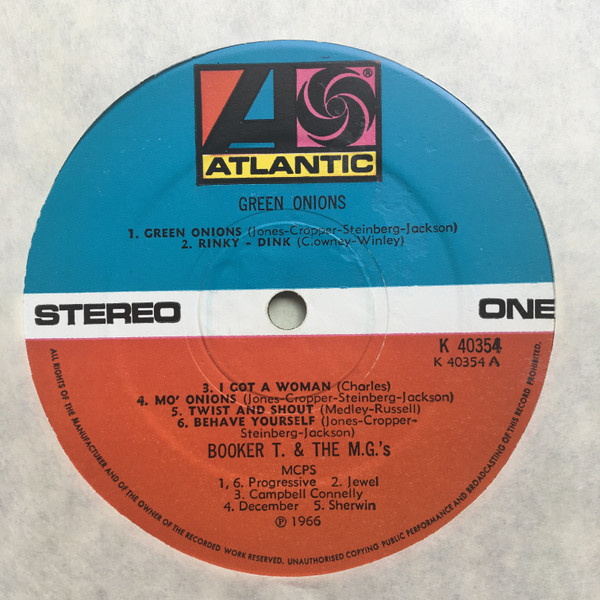 ATLANTIC
®
GREEN ONIONS
1. GREEN ONIONS (Jones-Cropper-Steinberg-Jackson)
2. RINKY - DINK (C.owney-Winley)
STEREO ONE
K 40354
K 40354 A
3. I GOT A WOMAN (Charles)
4. MO' ONIONS (Jones-Cropper-Steinberg-Jackson)
5. TWIST AND SHOUT (Medley-Russell)
6. BEHAVE YOURSELF (Jones-Cropper-
Steinberg-Jackson)
BOOKER T. & THE M.G.'s
MCPS
1, 6. Progressive 2. Jewel
3. Campbell Connelly
4. December 5. Sherwin
℗ 1966
ALL RIGHTS OF THE MANUFACTURER AND OF THE OWNER OF THE RECORDED WORK RESERVED. UNAUTHORISED COPYING PUBLIC PERFORMANCE AND BROADCASTING OF THIS RECORD PROHIBITED.